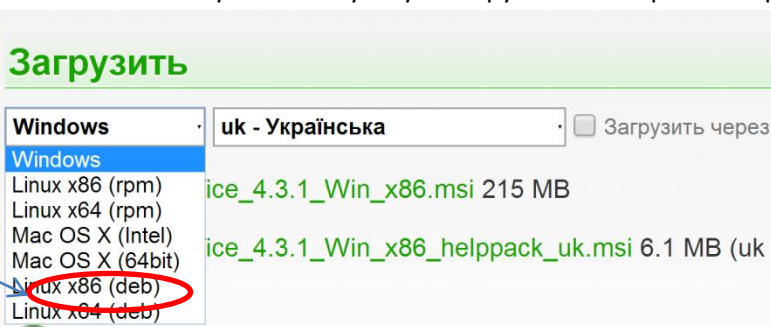 Загрузить
Windows uk - Українська Загрузить через
Windows
Linux x86 (rpm)
ice_4.3.1_Win_x86.msi 215 MB
Linux x64 (rpm)
Mac OS X (Intel)
ice_4.3.1_Win_x86_helppack_uk.msi 6.1 MB (uk
Mac OS X (64bit)
Linux x86 (deb)
Linux x64 (deb)